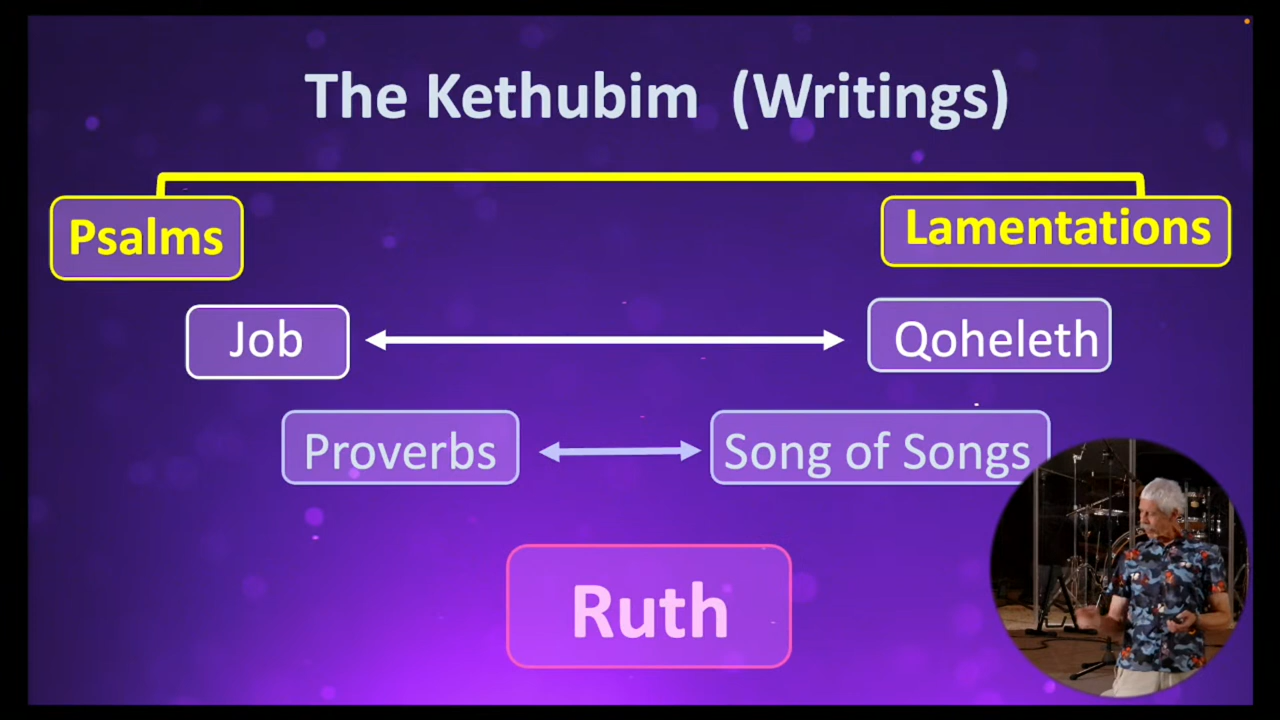 The Kethubim (Writings)
Psalms
Lamentations
Job
Qoheleth
Proverbs
Song of Songs
Ruth